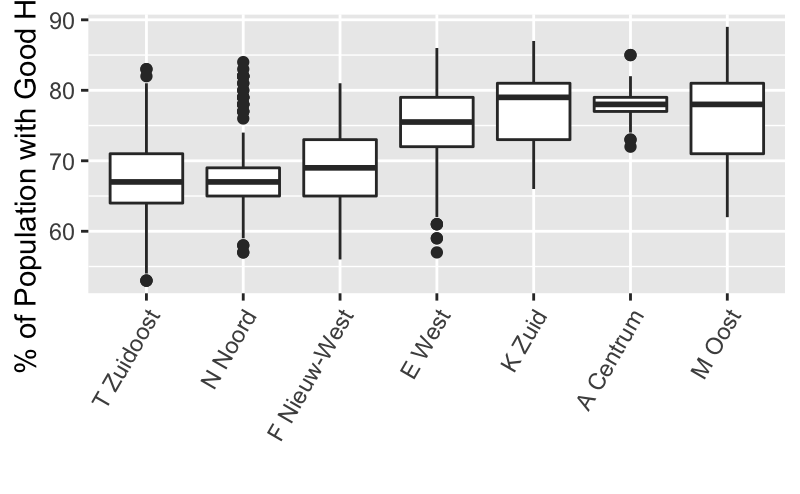 % of Population with Good H
90
80
70
60
T Zuidoost
N Noord
F Nieuw-West
E West
K Zuid
A Centrum
M Oost